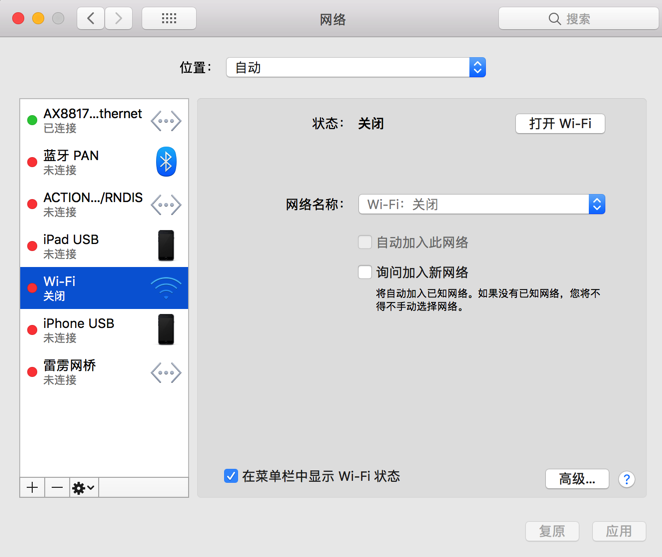 网络
搜索
位置：
自动
AX8817...thernet
已连接
蓝牙 PAN
未连接
ACTION.../RNDIS
未连接
iPad USB
未连接
Wi-Fi
关闭
iPhone USB
未连接
雷雳网桥
未连接
状态：
关闭
打开 Wi-Fi
网络名称：
Wi-Fi：关闭
自动加入此网络
询问加入新网络
将自动加入已知网络。如果没有已知网络，您将不
得不手动选择网络。
在菜单栏中显示 Wi-Fi 状态
高级...
?
复原
应用